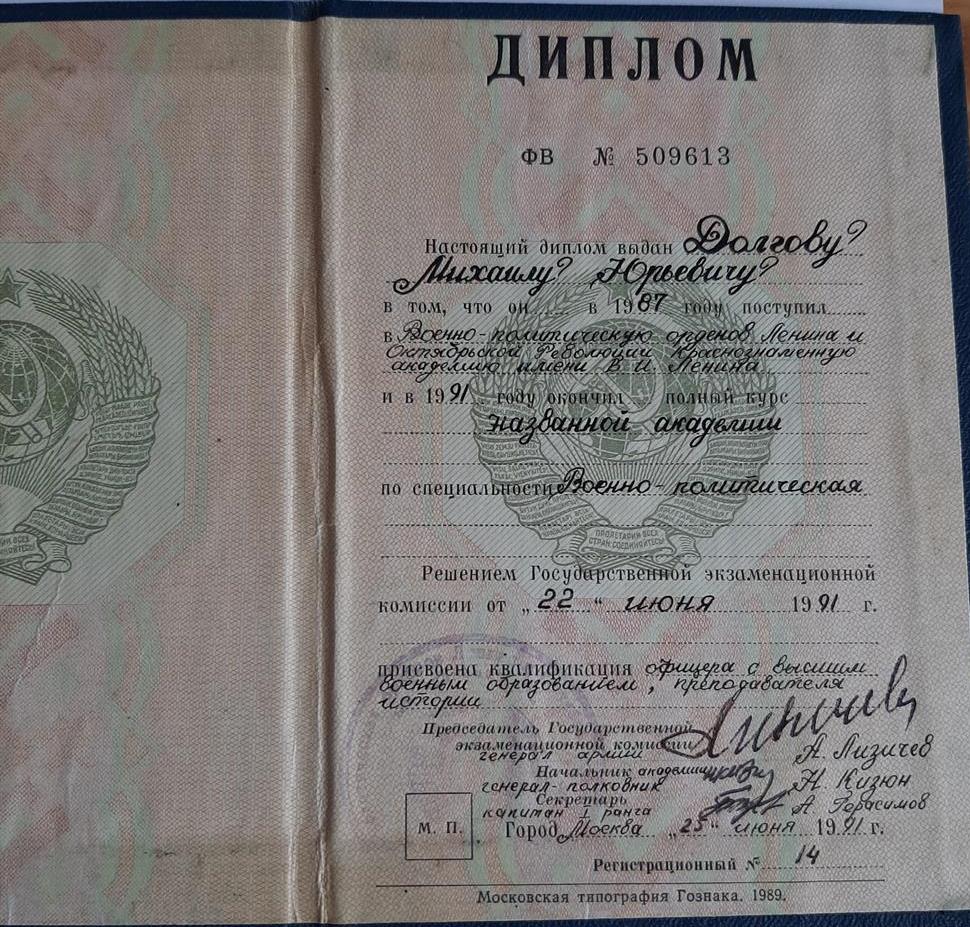 ДИПЛОМ
ФВ № 509613
Настоящий диплом выдан Долгову
Михаилу Юрьевичу
в том, что он в 1987 году поступил
в Военно-политическую орденов Ленина и
Октябрьской Революции Краснознаменную
академию имени В. И. Ленина
и в 1991 году окончил полный курс
названной академии
по специальности Военно-политическая
ПРОЛЕТАРИИ ВСЕХ
СТРАН, СОЕДИНЯЙТЕСЬ!
Решением Государственной экзаменационной
комиссии от „22“ июня 1991 г.
присвоена квалификация офицера с высшим
военным образованием, преподавателя
истории
Председатель Государственной
экзаменационной комиссии
генерал армии А. Лизичев
Начальник академии
генерал-полковник Н. Кизюн
Секретарь
капитан 1 ранга А. Герасимов
М. П.
Город Москва „25“ июня 1991 г.
Регистрационный № 14
Московская типография Гознака. 1989.